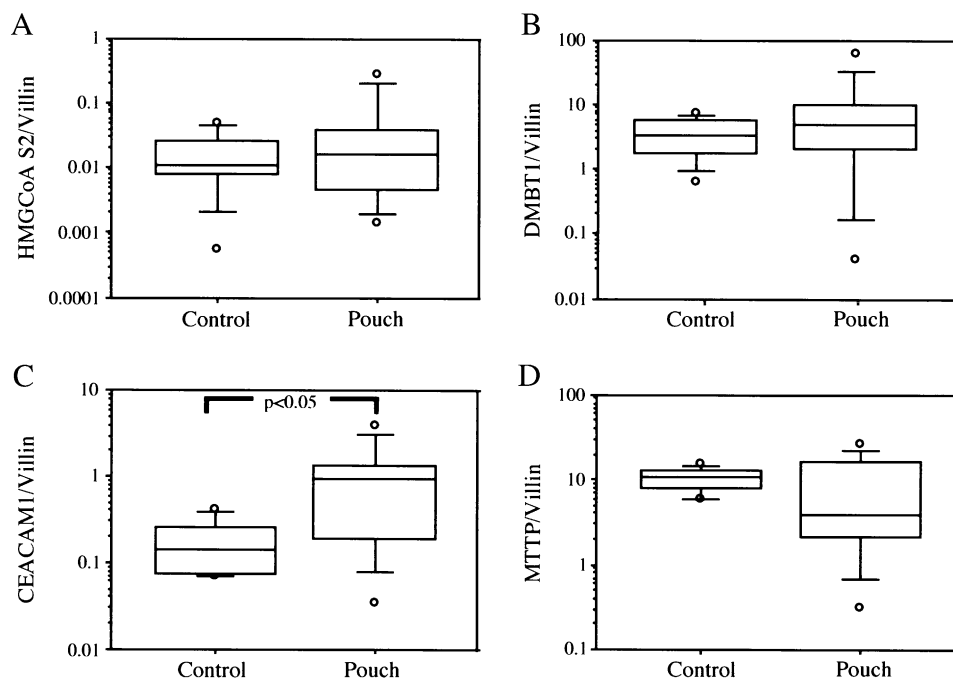 A
HMGCoA S2/Villin
1
0.1
0.01
0.001
0.0001
Control Pouch
B
DMBT1/Villin
100
10
1
0.1
0.01
Control Pouch
C
CEACAM1/Villin
10
1
0.1
0.01
p<0.05
Control Pouch
D
MTTP/Villin
100
10
1
0.1
Control Pouch